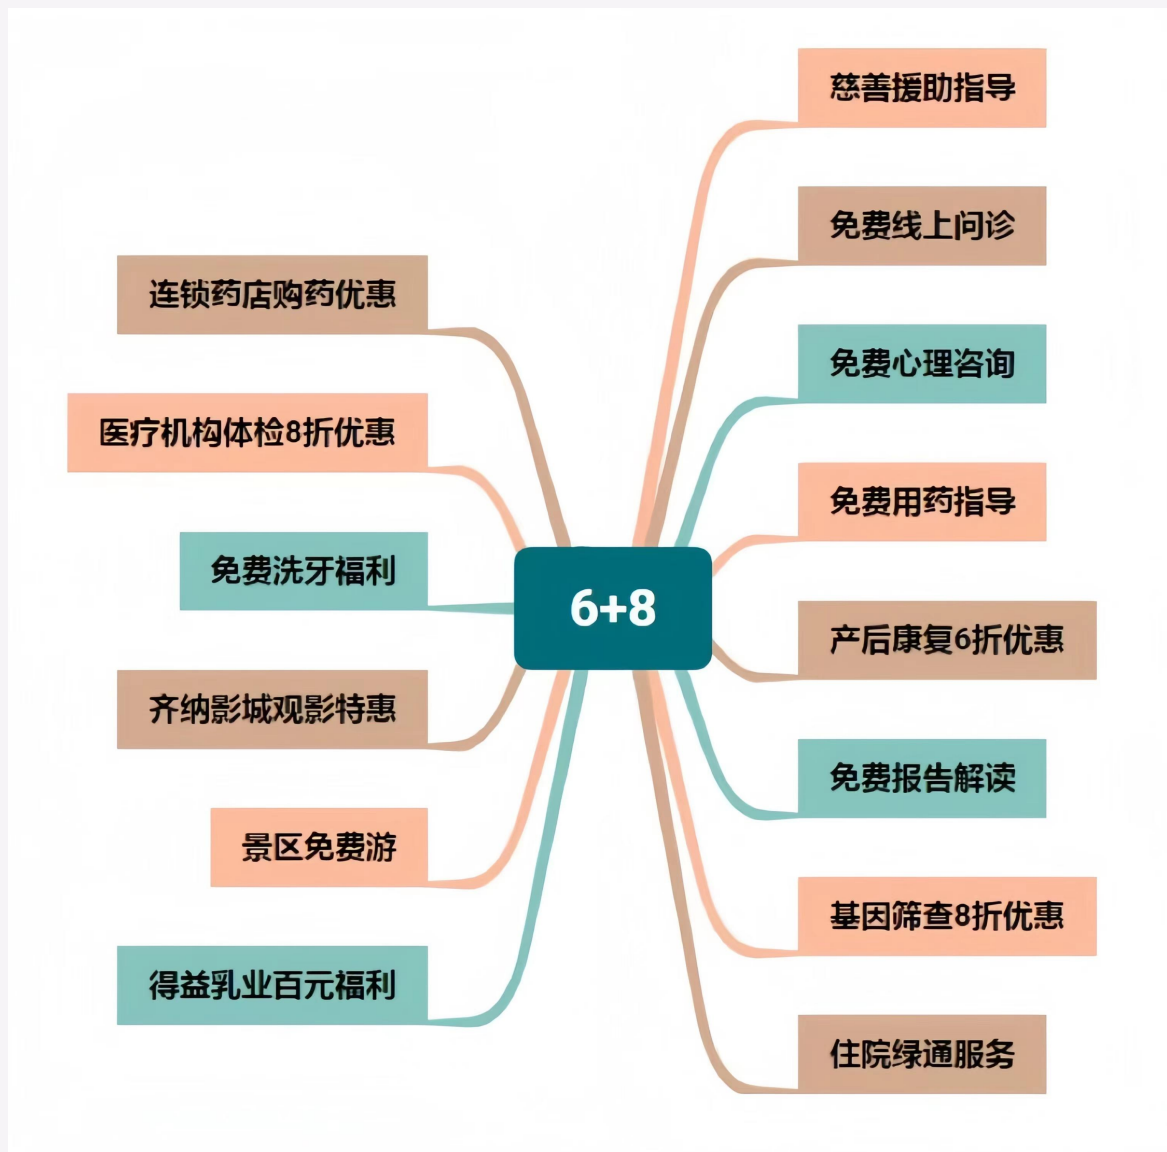 6+8
连锁药店购药优惠
医疗机构体检8折优惠
免费洗牙福利
齐纳影城观影特惠
景区免费游
得益乳业百元福利
慈善援助指导
免费线上问诊
免费心理咨询
免费用药指导
产后康复6折优惠
免费报告解读
基因筛查8折优惠
住院绿通服务